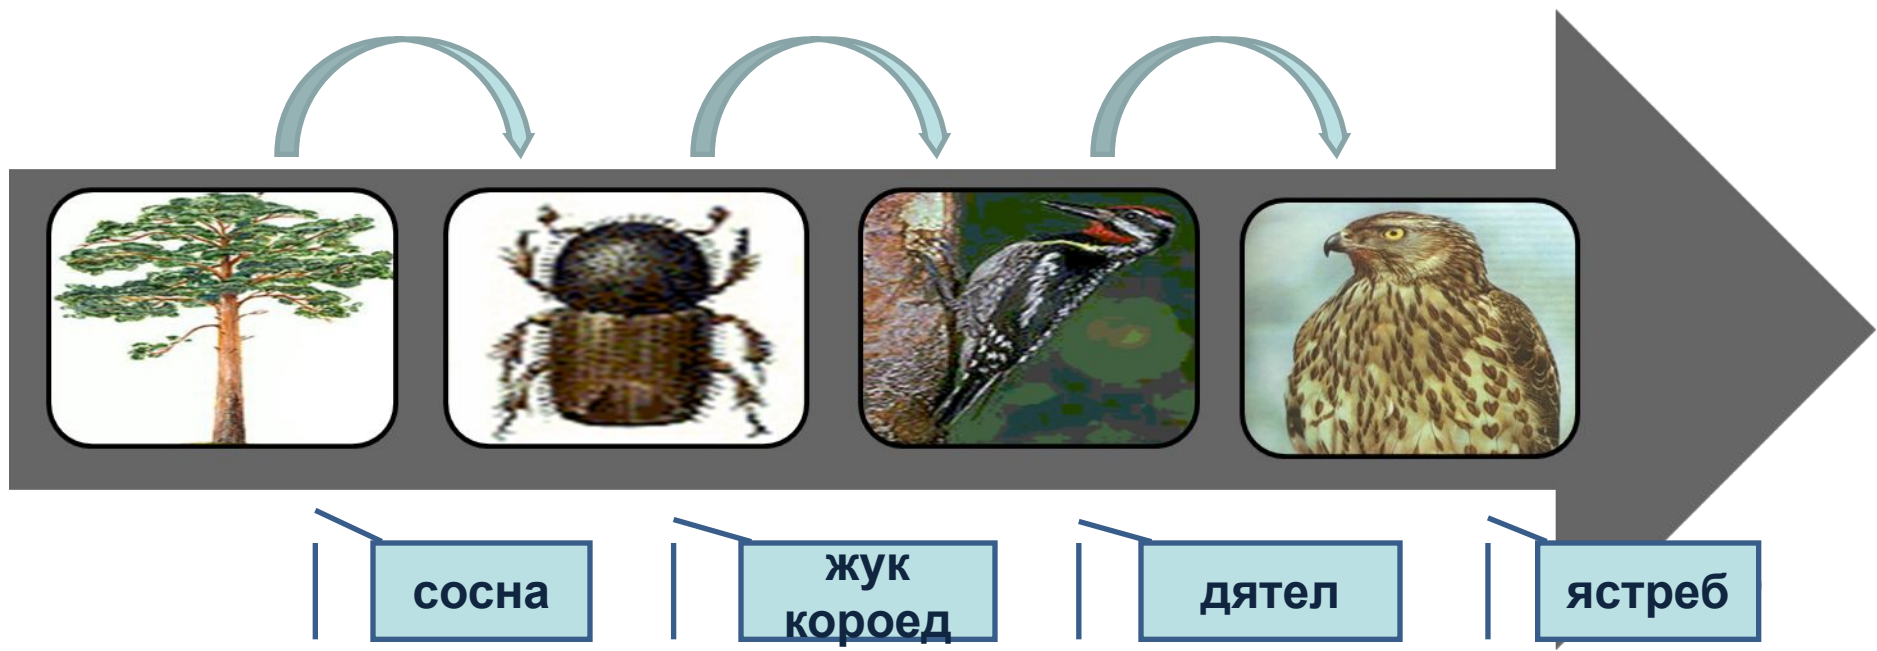 сосна
жук
короед
дятел
ястреб